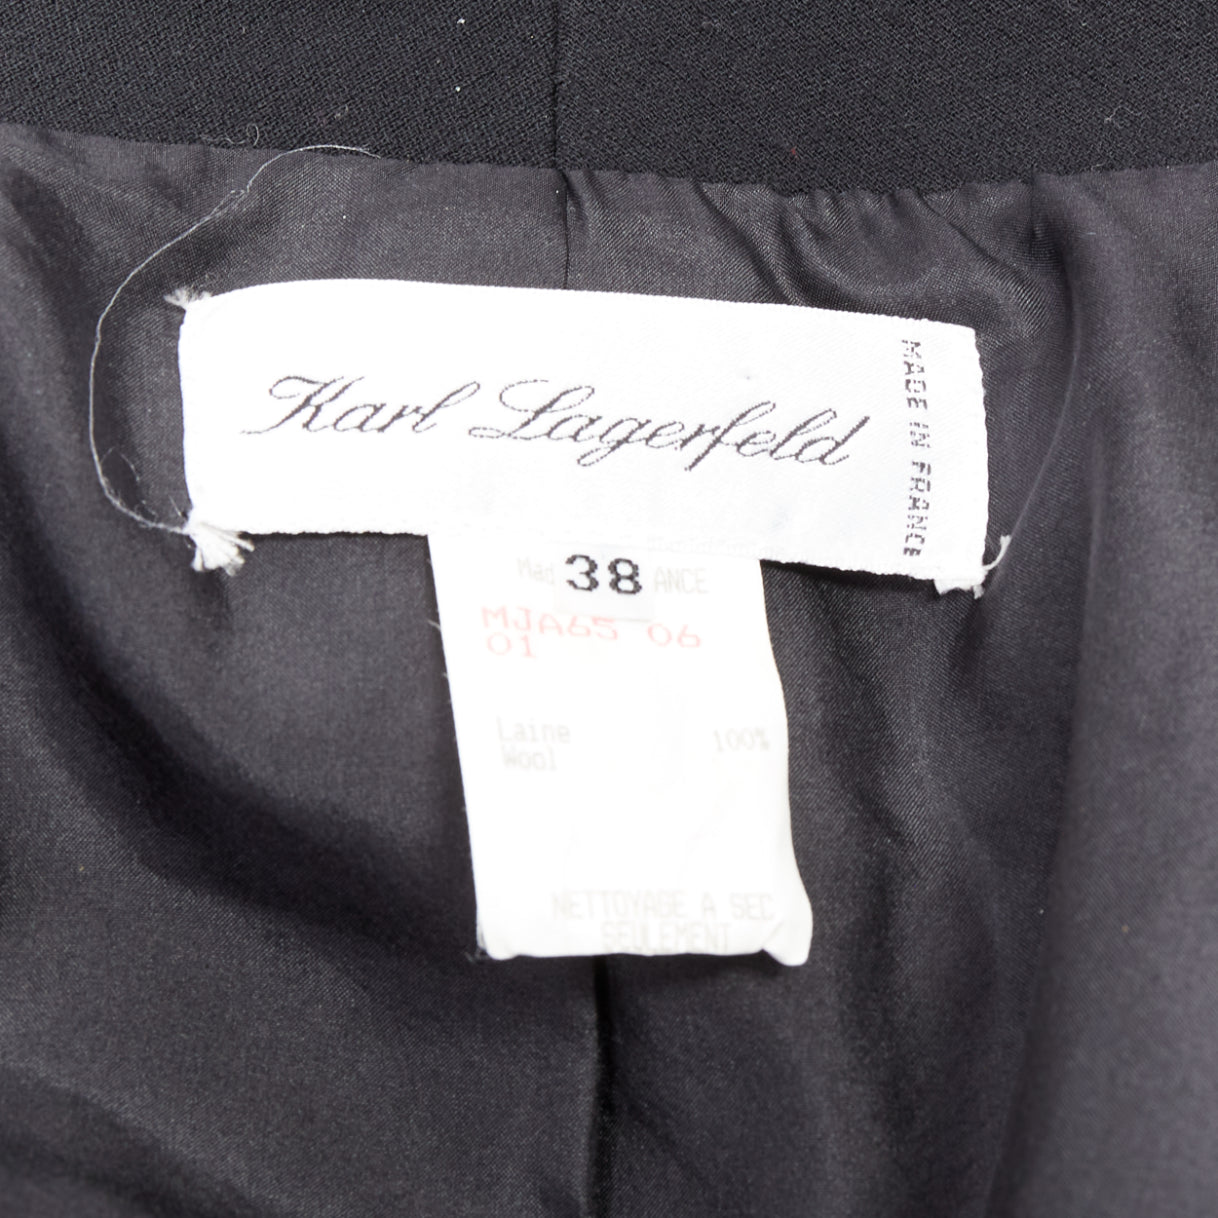 Karl Lagerfeld
MADE IN FRANCE
38
MJA65 06
01
Laine 100%
Wool
NETTOYAGE A SEC
SEULEMENT